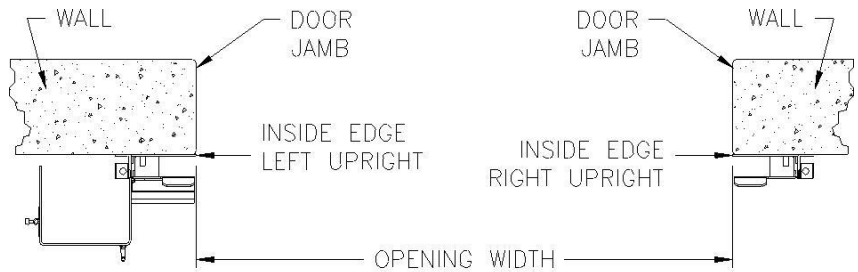 WALL
DOOR
JAMB
DOOR
JAMB
WALL
INSIDE EDGE
LEFT UPRIGHT
INSIDE EDGE
RIGHT UPRIGHT
OPENING WIDTH